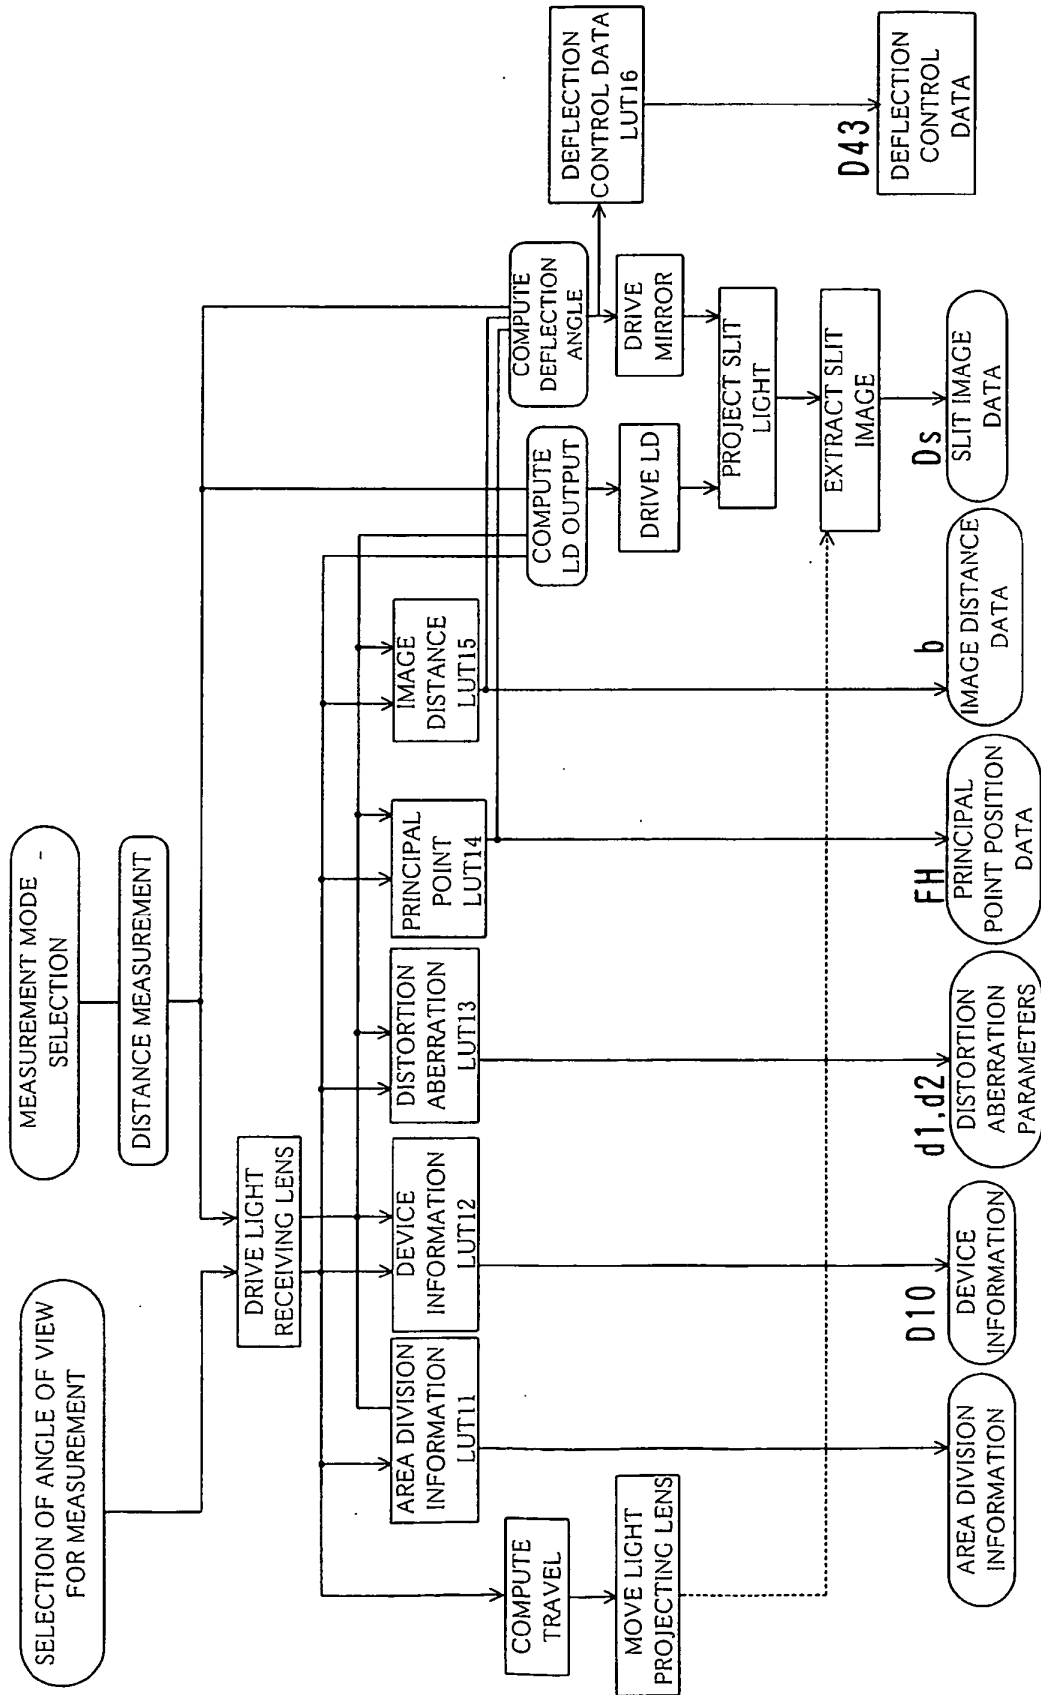 SELECTION OF ANGLE OF VIEW
FOR MEASUREMENT
MEASUREMENT MODE
SELECTION
DISTANCE MEASUREMENT
DRIVE LIGHT
RECEIVING LENS
AREA DIVISION
INFORMATION
LUT11
DEVICE
INFORMATION
LUT12
DISTORTION
ABERRATION
LUT13
PRINCIPAL
POINT
LUT14
IMAGE
DISTANCE
LUT15
COMPUTE
TRAVEL
COMPUTE
LD OUTPUT
COMPUTE
DEFLECTION
ANGLE
DEFLECTION
CONTROL DATA
LUT16
MOVE LIGHT
PROJECTING LENS
DRIVE LD
DRIVE
MIRROR
PROJECT SLIT
LIGHT
EXTRACT SLIT
IMAGE
AREA DIVISION
INFORMATION
D10
DEVICE
INFORMATION
d1,d2
DISTORTION
ABERRATION
PARAMETERS
FH
PRINCIPAL
POINT POSITION
DATA
b
IMAGE DISTANCE
DATA
Ds
SLIT IMAGE
DATA
D43
DEFLECTION
CONTROL
DATA